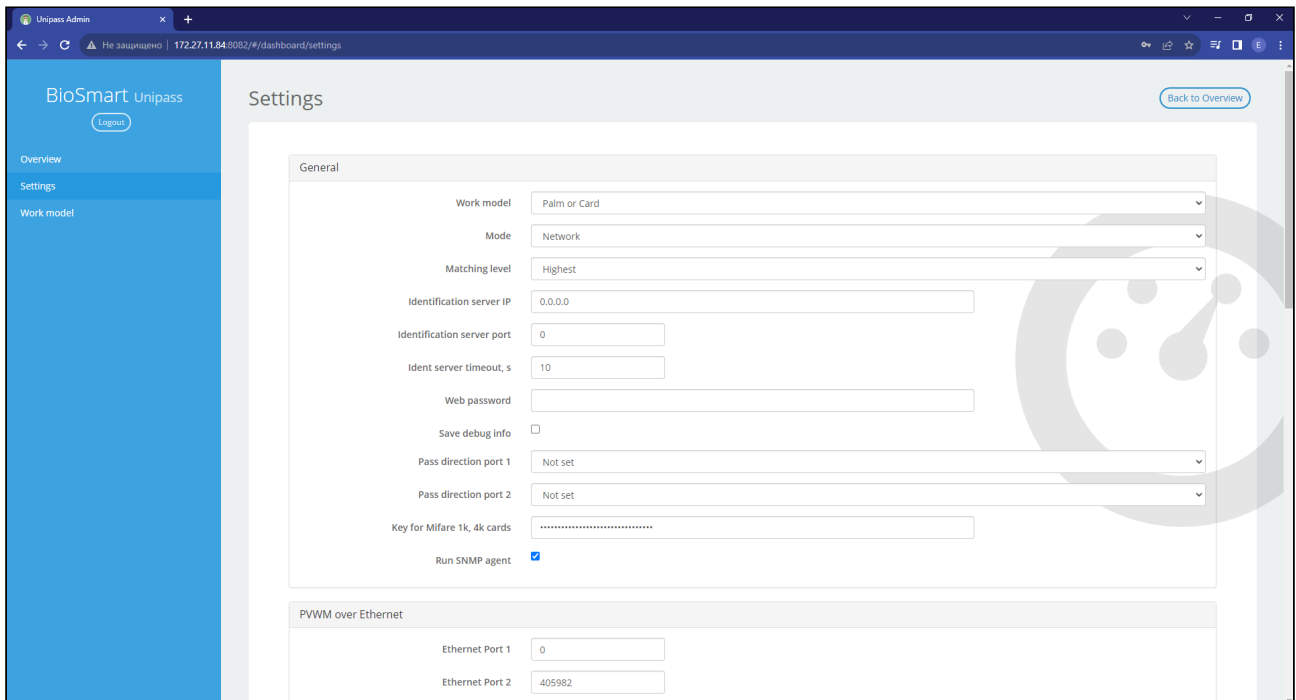 Unipass Admin
Не защищено | 172.27.11.84:8082/#/dashboard/settings
E
BioSmart Unipass
Logout
Overview
Settings
Work model
Settings
Back to Overview
General
Work model Palm or Card
Mode Network
Matching level Highest
Identification server IP 0.0.0.0
Identification server port 0
Ident server timeout, s 10
Web password
Save debug info
Pass direction port 1 Not set
Pass direction port 2 Not set
Key for Mifare 1k, 4k cards
Run SNMP agent
PVWM over Ethernet
Ethernet Port 1 0
Ethernet Port 2 405982